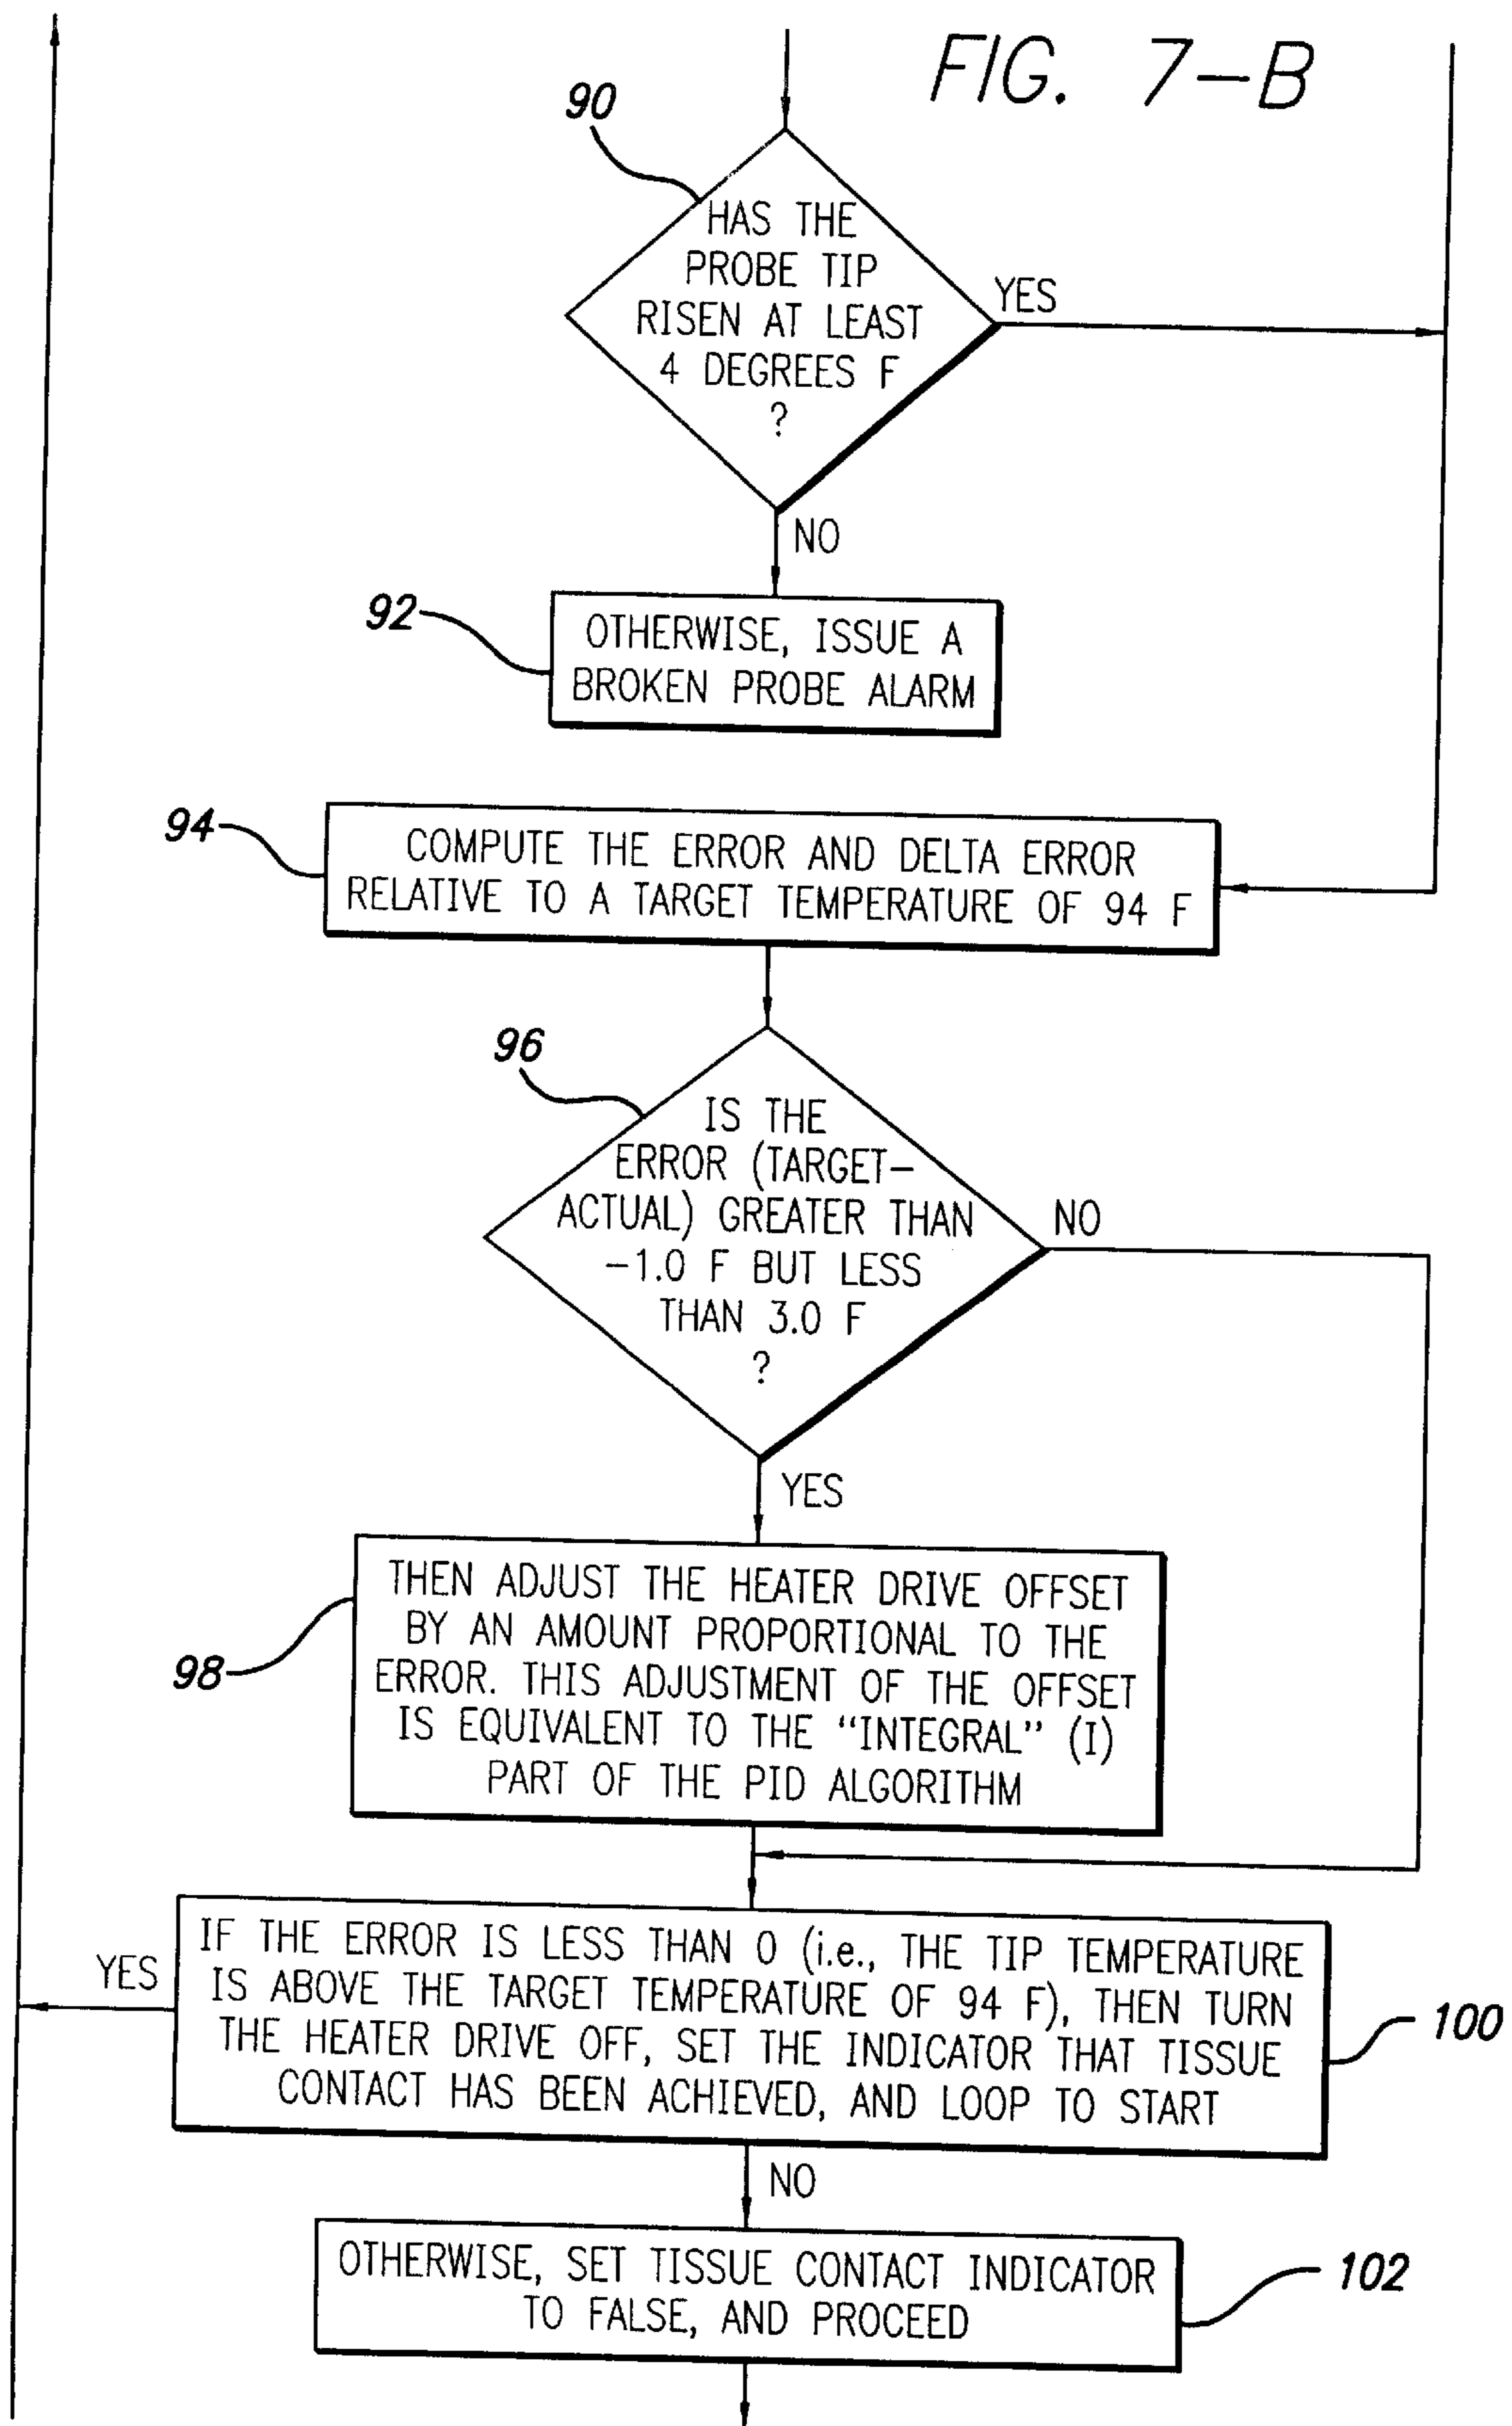 FIG. 7-B
90
HAS THE
PROBE TIP
RISEN AT LEAST
4 DEGREES F
?
YES
NO
92
OTHERWISE, ISSUE A
BROKEN PROBE ALARM
94
COMPUTE THE ERROR AND DELTA ERROR
RELATIVE TO A TARGET TEMPERATURE OF 94 F
96
IS THE
ERROR (TARGET-
ACTUAL) GREATER THAN
-1.0 F BUT LESS
THAN 3.0 F
?
NO
YES
98
THEN ADJUST THE HEATER DRIVE OFFSET
BY AN AMOUNT PROPORTIONAL TO THE
ERROR. THIS ADJUSTMENT OF THE OFFSET
IS EQUIVALENT TO THE “INTEGRAL” (I)
PART OF THE PID ALGORITHM
YES
IF THE ERROR IS LESS THAN 0 (i.e., THE TIP TEMPERATURE
IS ABOVE THE TARGET TEMPERATURE OF 94 F), THEN TURN
THE HEATER DRIVE OFF, SET THE INDICATOR THAT TISSUE
CONTACT HAS BEEN ACHIEVED, AND LOOP TO START
100
NO
OTHERWISE, SET TISSUE CONTACT INDICATOR
TO FALSE, AND PROCEED
102